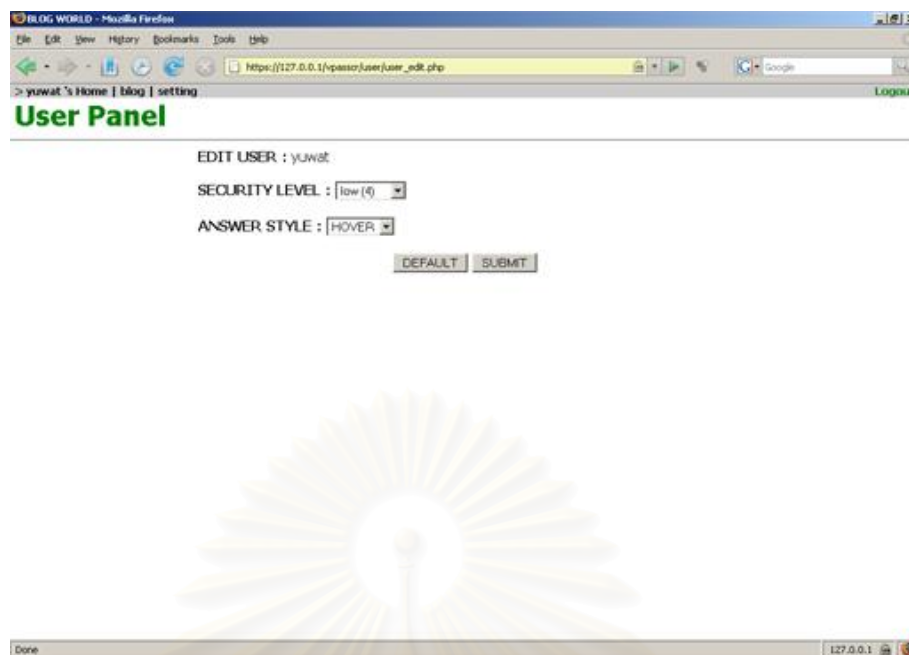 BLOG WORLD - Mozilla Firefox
File Edit View History Bookmarks Tools Help
https://127.0.0.1/vpasscr/user/user_edit.php Google
> yuwat 's Home | blog | setting Logou
User Panel
EDIT USER : yuwat
SECURITY LEVEL : low (4)
ANSWER STYLE : HOVER
DEFAULT SUBMIT
Done 127.0.0.1